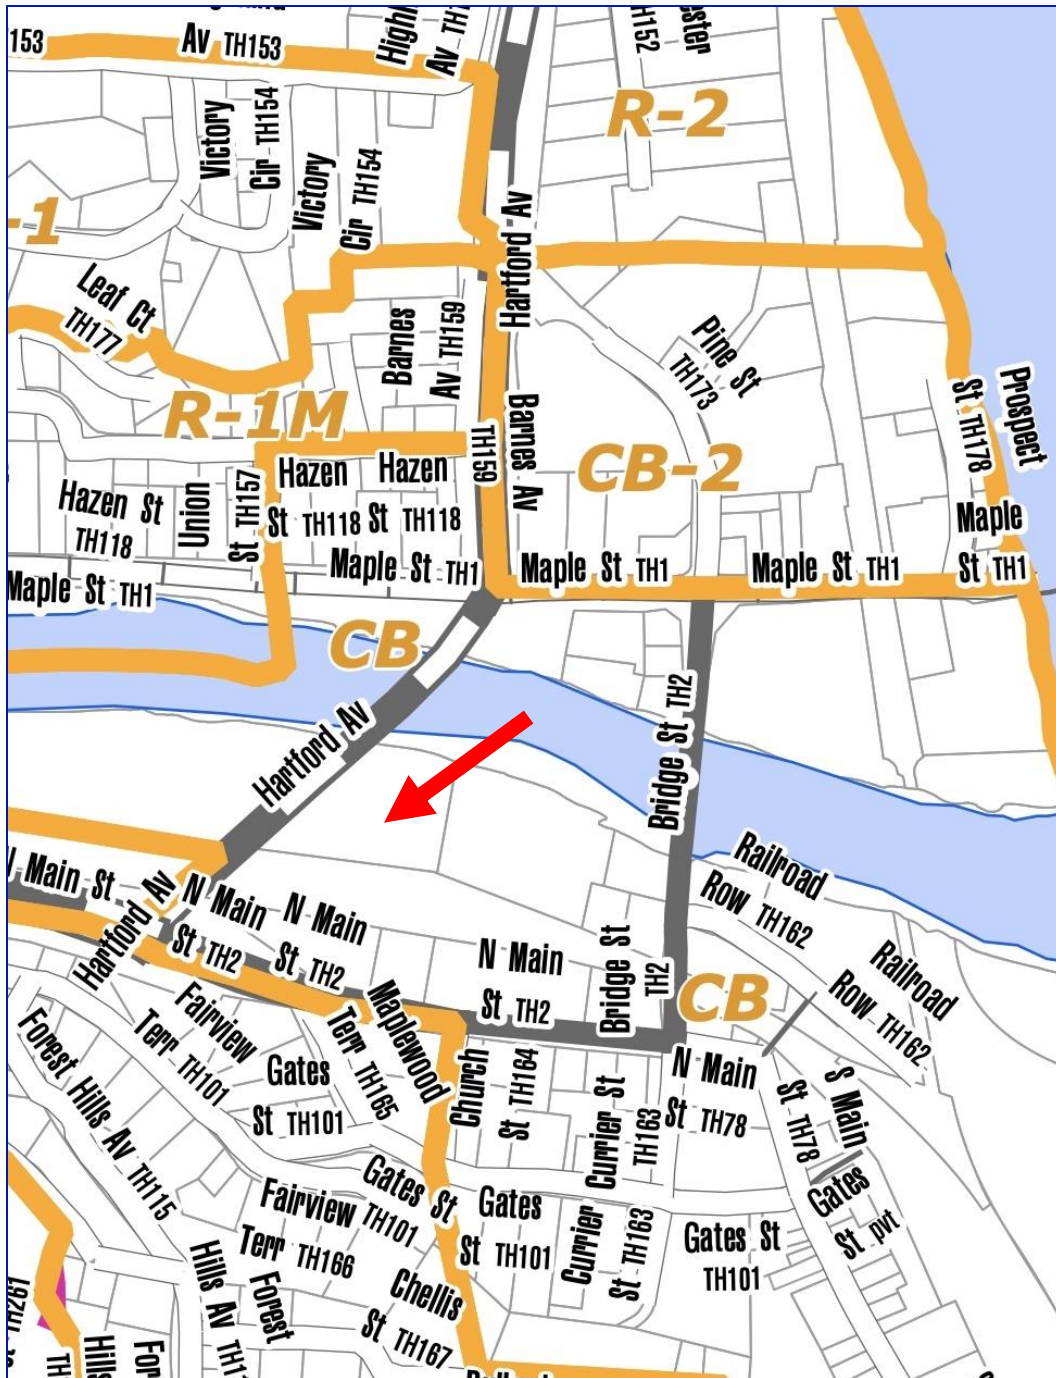 153
Av TH153
Highl
Av TH1
TH152
ester
R-2
Victory
Cir TH154
Victory
Cir TH154
-1
Hartford Av
Leaf Ct
TH177
Barnes
Av TH159
Pine St
TH173
Prospect
St TH178
R-1M
Barnes Av
TH159
CB-2
Hazen St
TH118
Union
St TH157
Hazen
St TH118
Hazen
St TH118
Maple
St TH1
Maple St TH1
Maple St TH1
Maple St TH1
Maple St TH1
CB
Hartford Av
Bridge St TH2
Railroad
Row TH162
N Main St
Hartford Av
N Main
St TH2
N Main
St TH2
N Main
St TH2
Bridge St
TH2
CB
Railroad
Row TH162
Fairview
Terr TH101
Maplewood
Terr TH165
Forest Hills Av TH115
Gates
St TH101
Church
St TH164
Currier St
TH163
N Main
St TH78
S Main
St TH78
Gates
St pvt
Gates St
TH101
Fairview
Terr TH166
Gates
St TH101
Currier
St TH163
Gates St
TH101
Hills Av TH11
Forest
Chellis
St TH167
St TH261
TH
Hills
For